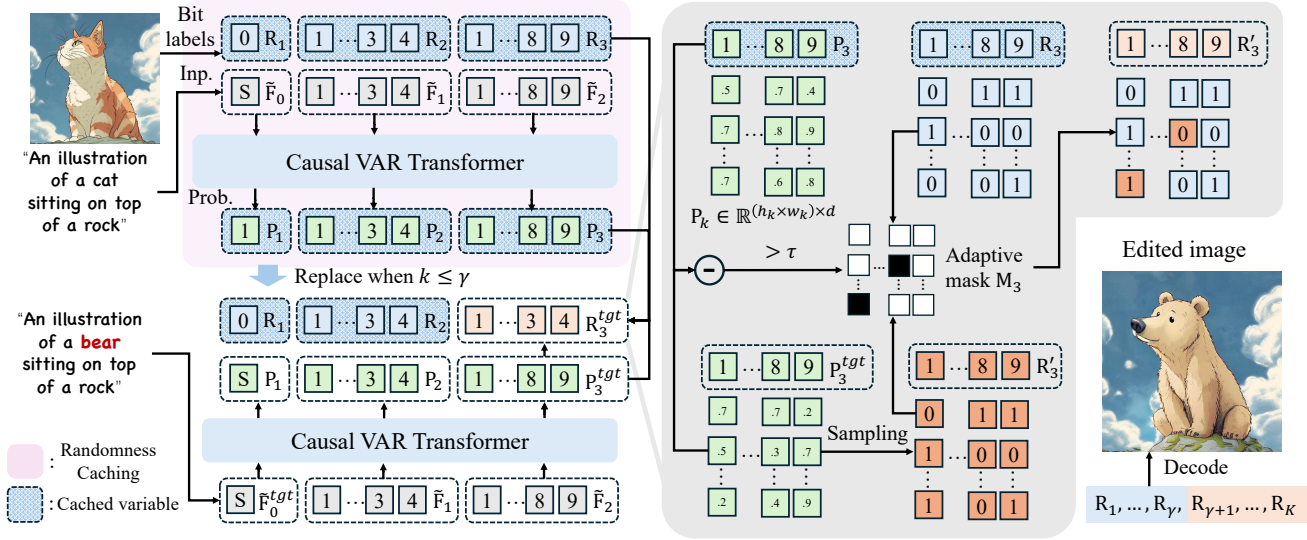 Bit
labels
0 R₁ 1 ··· 3 4 R₂ 1 ··· 8 9 R₃
Inp.
S F̃₀ 1 ··· 3 4 F̃₁ 1 ··· 8 9 F̃₂
Causal VAR Transformer
"An illustration
of a cat
sitting on top
of a rock"
Prob.
1 P₁ 1 ··· 3 4 P₂ 1 ··· 8 9 P₃
Replace when k ≤ γ
0 R₁ 1 ··· 3 4 R₂ 1 ··· 3 4 R₃ᵗᵍᵗ
"An illustration
of a bear
sitting on top
of a rock"
S P₁ 1 ··· 3 4 P₂ 1 ··· 8 9 P₃ᵗᵍᵗ
Causal VAR Transformer
S F̃₀ᵗᵍᵗ 1 ··· 3 4 F̃₁ 1 ··· 8 9 F̃₂
: Randomness
Caching
: Cached variable
1 ··· 8 9 P₃
.5 .7 .4
.7 ··· .8 .9
.7 .6 .8
P_k ∈ ℝ^((h_k×w_k)×d)
1 ··· 8 9 R₃
0 1 1
1 ··· 0 0
0 0 1
1 ··· 8 9 R′₃
0 1 1
1 ··· 0 0
1 0 1
−
> τ
Adaptive
mask M₃
1 ··· 8 9 P₃ᵗᵍᵗ
.7 .7 .2
.5 ··· .3 .7
.2 .4 .9
Sampling
1 ··· 8 9 R′₃
0 1 1
1 ··· 0 0
1 0 1
Edited image
Decode
R₁, ... , R_γ, R_γ+1, ... , R_K